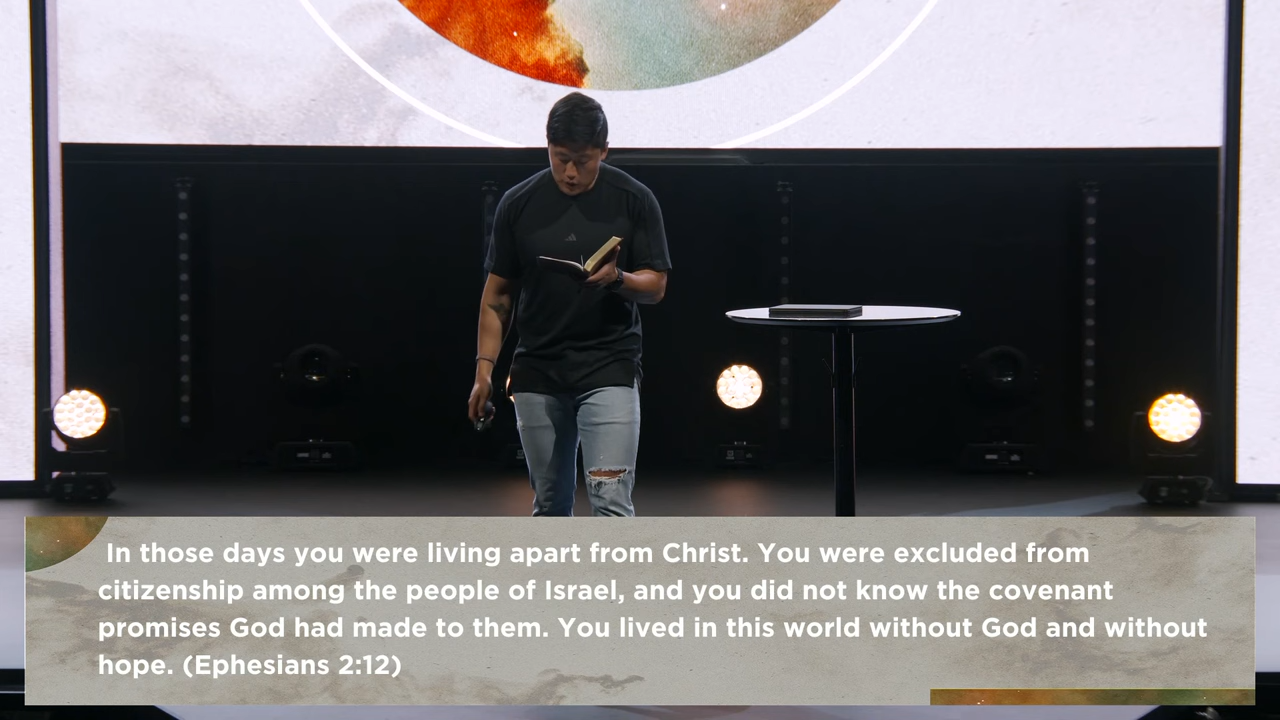 In those days you were living apart from Christ. You were excluded from
citizenship among the people of Israel, and you did not know the covenant
promises God had made to them. You lived in this world without God and without
hope. (Ephesians 2:12)